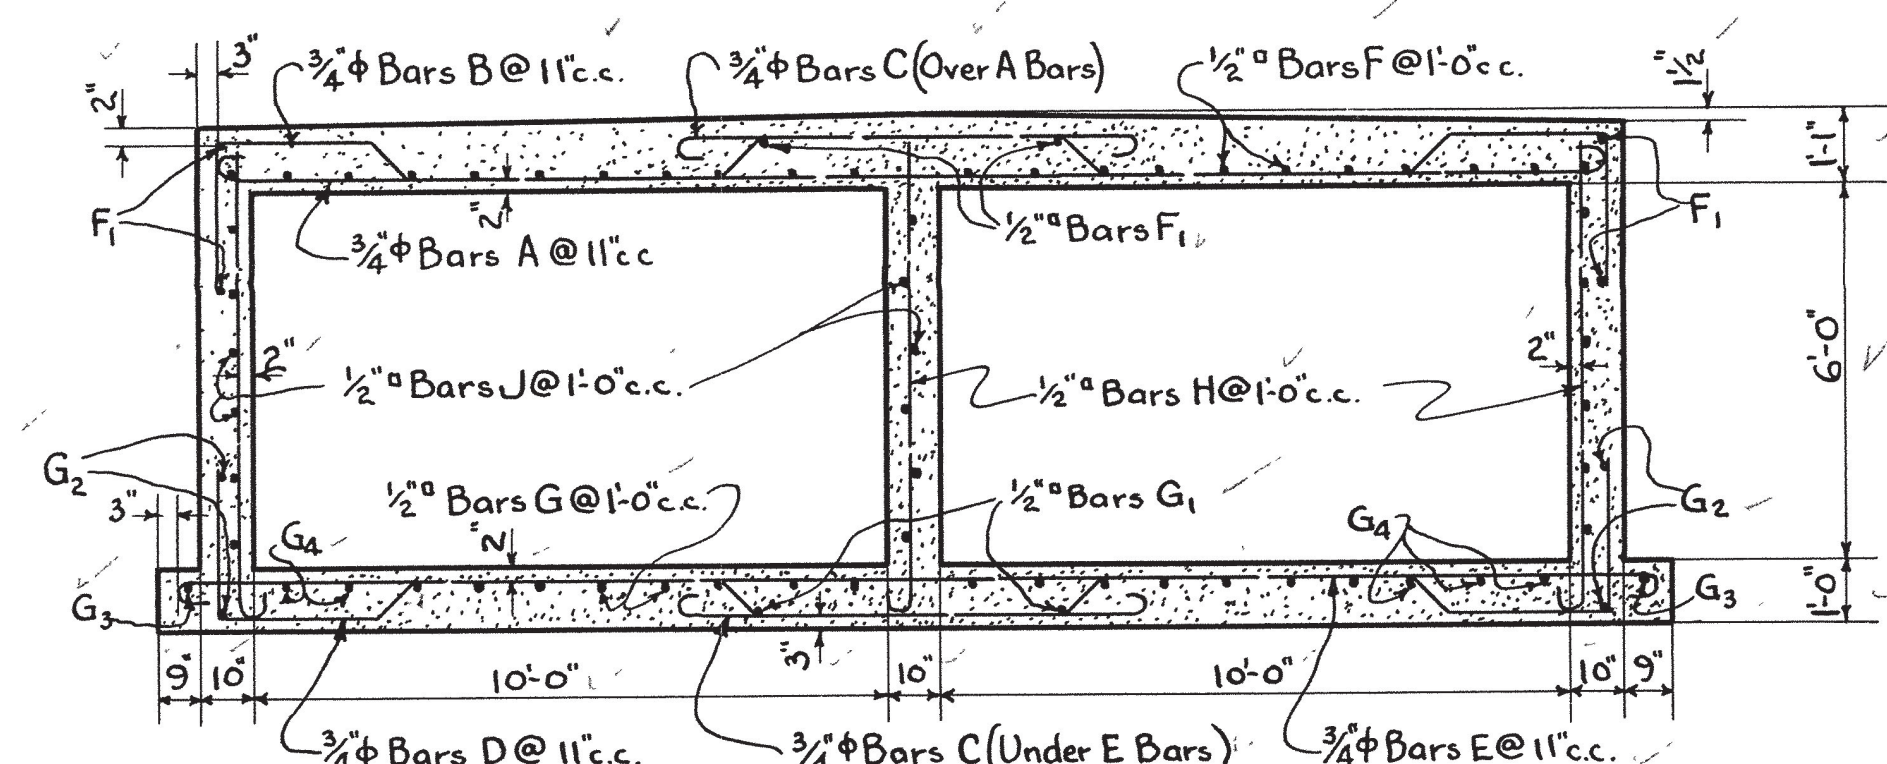 3"
¾"ϕ Bars B @ 11"c.c.
¾"ϕ Bars C (Over A Bars)
½"▫ Bars F @ 1'-0"c c.
1½"
2"
1'-1"
F₁
2"
¾"ϕ Bars A @ 11"c c
½"▫ Bars F₁
F₁
2"
½"▫ Bars J @ 1'-0"c.c.
½"▫ Bars H @ 1'-0"c.c.
2"
6'-0"
G₂
3"
½"▫ Bars G @ 1'-0"c.c.
½"▫ Bars G₁
G₄
G₂
G₄
2"
G₃
G₃
1'-0"
3"
9"
10"
10'-0"
10"
10'-0"
10"
9"
¾"ϕ Bars D @ 11"c.c.
¾"ϕ Bars C (Under E Bars)
¾"ϕ Bars E @ 11"c.c.